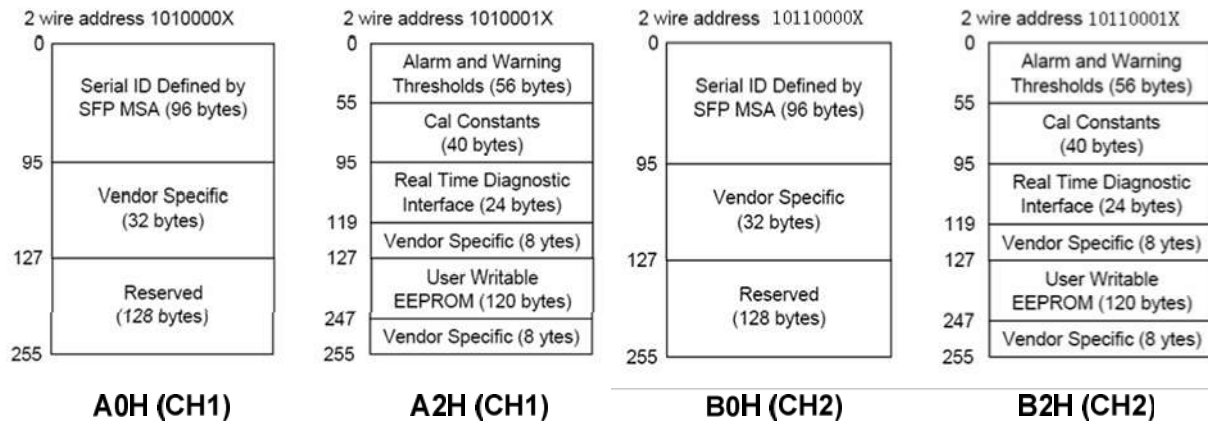 2 wire address 1010000X
0
Serial ID Defined by
SFP MSA (96 bytes)
95
Vendor Specific
(32 bytes)
127
Reserved
(128 bytes)
255
A0H (CH1)
2 wire address 1010001X
0
Alarm and Warning
Thresholds (56 bytes)
55
Cal Constants
(40 bytes)
95
Real Time Diagnostic
Interface (24 bytes)
119
Vendor Specific (8 ytes)
127
User Writable
EEPROM (120 bytes)
247
Vendor Specific (8 ytes)
255
A2H (CH1)
2 wire address 10110000X
0
Serial ID Defined by
SFP MSA (96 bytes)
95
Vendor Specific
(32 bytes)
127
Reserved
(128 bytes)
255
B0H (CH2)
2 wire address 10110001X
0
Alarm and Warning
Thresholds (56 bytes)
55
Cal Constants
(40 bytes)
95
Real Time Diagnostic
Interface (24 bytes)
119
Vendor Specific (8 ytes)
127
User Writable
EEPROM (120 bytes)
247
Vendor Specific (8 ytes)
255
B2H (CH2)